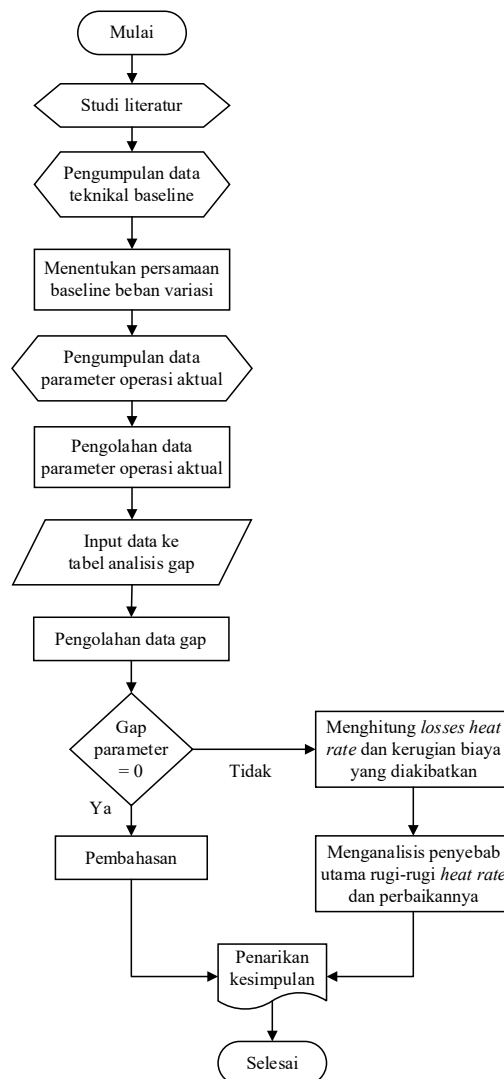 Mulai
Studi literatur
Pengumpulan data
teknikal baseline
Menentukan persamaan
baseline beban variasi
Pengumpulan data
parameter operasi aktual
Pengolahan data
parameter operasi aktual
Input data ke
tabel analisis gap
Pengolahan data gap
Gap
parameter
= 0
Tidak
Menghitung losses heat
rate dan kerugian biaya
yang diakibatkan
Ya
Pembahasan
Menganalisis penyebab
utama rugi-rugi heat rate
dan perbaikannya
Penarikan
kesimpulan
Selesai